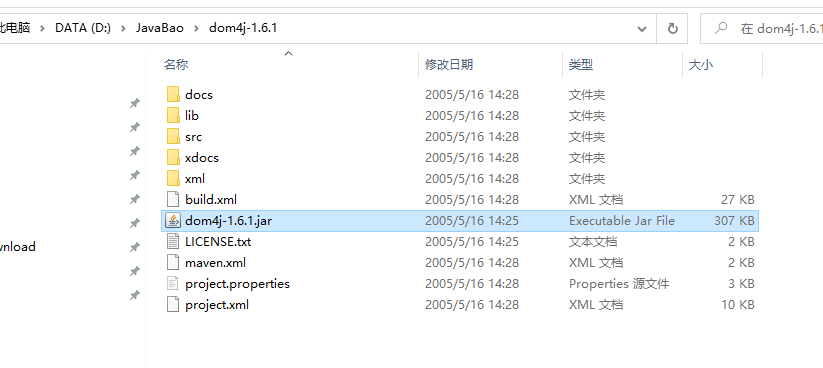 此电脑 > DATA (D:) > JavaBao > dom4j-1.6.1 在 dom4j-1.6.1
名称 修改日期 类型 大小
docs 2005/5/16 14:28 文件夹
lib 2005/5/16 14:28 文件夹
src 2005/5/16 14:28 文件夹
xdocs 2005/5/16 14:28 文件夹
xml 2005/5/16 14:28 文件夹
build.xml 2005/5/16 14:28 XML 文档 27 KB
dom4j-1.6.1.jar 2005/5/16 14:25 Executable Jar File 307 KB
LICENSE.txt 2005/5/16 14:28 文本文档 2 KB
wnload
maven.xml 2005/5/16 14:28 XML 文档 2 KB
project.properties 2005/5/16 14:28 Properties 源文件 3 KB
project.xml 2005/5/16 14:28 XML 文档 10 KB